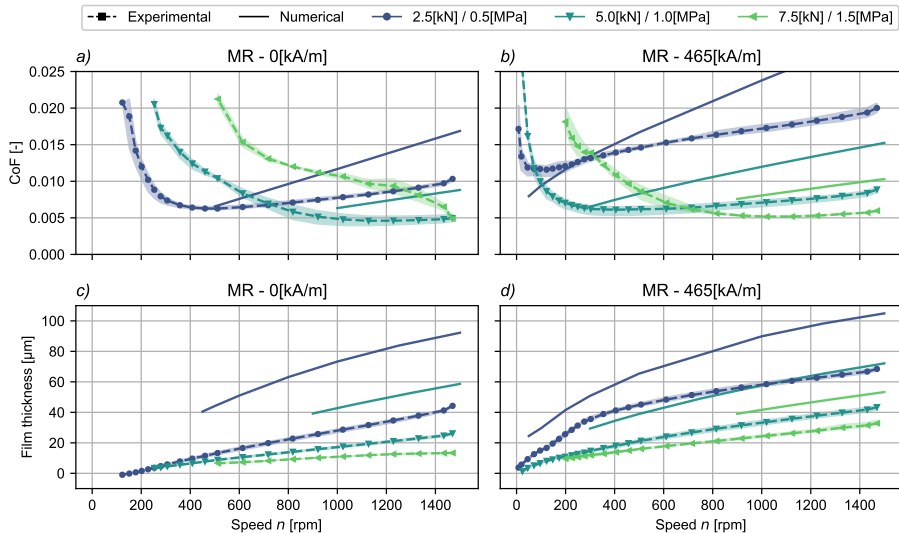 Experimental Numerical 2.5[kN] / 0.5[MPa] 5.0[kN] / 1.0[MPa] 7.5[kN] / 1.5[MPa]
a) MR - 0[kA/m] b) MR - 465[kA/m]
0.025
0.020
0.015
0.010
0.005
0.000
CoF [-]
c) MR - 0[kA/m] d) MR - 465[kA/m]
100
80
60
40
20
0
Film thickness [µm]
0 200 400 600 800 1000 1200 1400 0 200 400 600 800 1000 1200 1400
Speed n [rpm] Speed n [rpm]